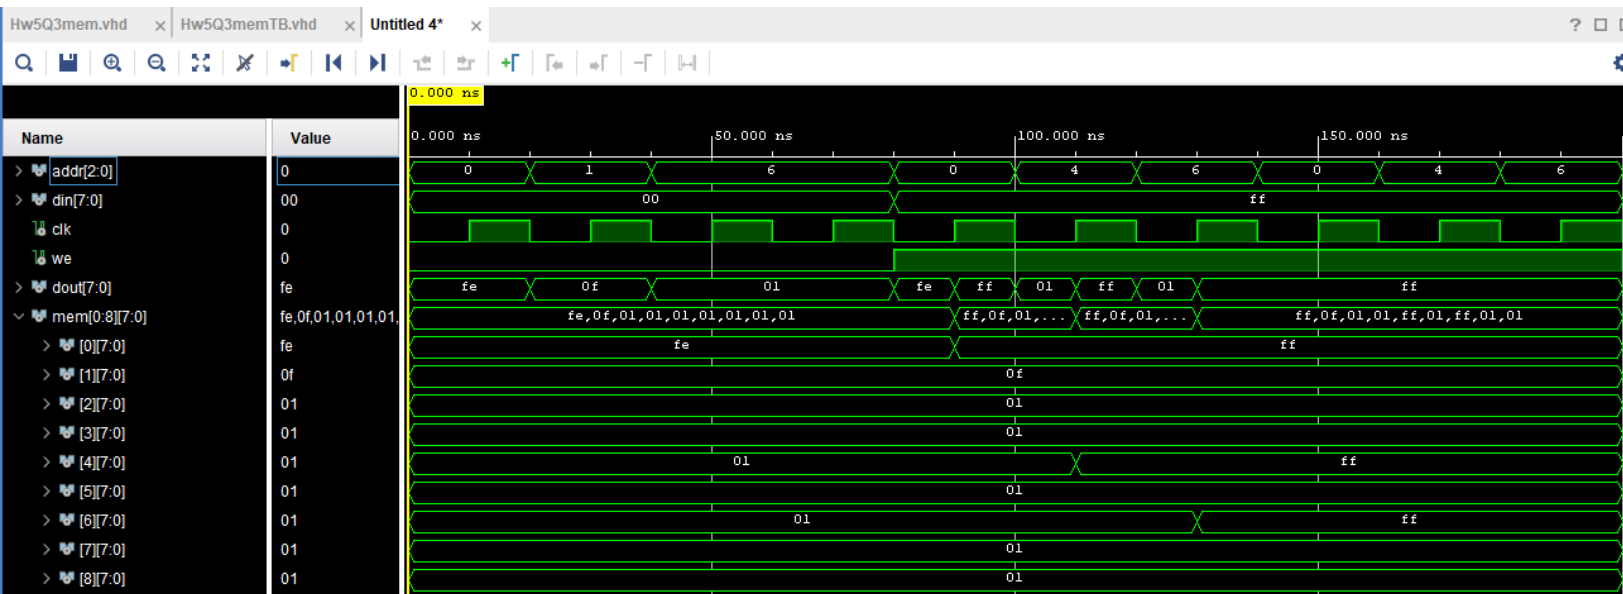 Hw5Q3mem.vhd × Hw5Q3memTB.vhd × Untitled 4* × ?
0.000 ns
Name Value 0.000 ns 50.000 ns 100.000 ns 150.000 ns
addr[2:0] 0 0 1 6 0 4 6 0 4 6
din[7:0] 00 00 ff
clk 0
we 0
dout[7:0] fe fe 0f 01 fe ff 01 ff 01 ff
mem[0:8][7:0] fe,0f,01,01,01,01, fe,0f,01,01,01,01,01,01,01 ff,0f,01,... ff,0f,01,... ff,0f,01,01,ff,01,ff,01,01
[0][7:0] fe fe ff
[1][7:0] 0f 0f
[2][7:0] 01 01
[3][7:0] 01 01
[4][7:0] 01 01 ff
[5][7:0] 01 01
[6][7:0] 01 01 ff
[7][7:0] 01 01
[8][7:0] 01 01